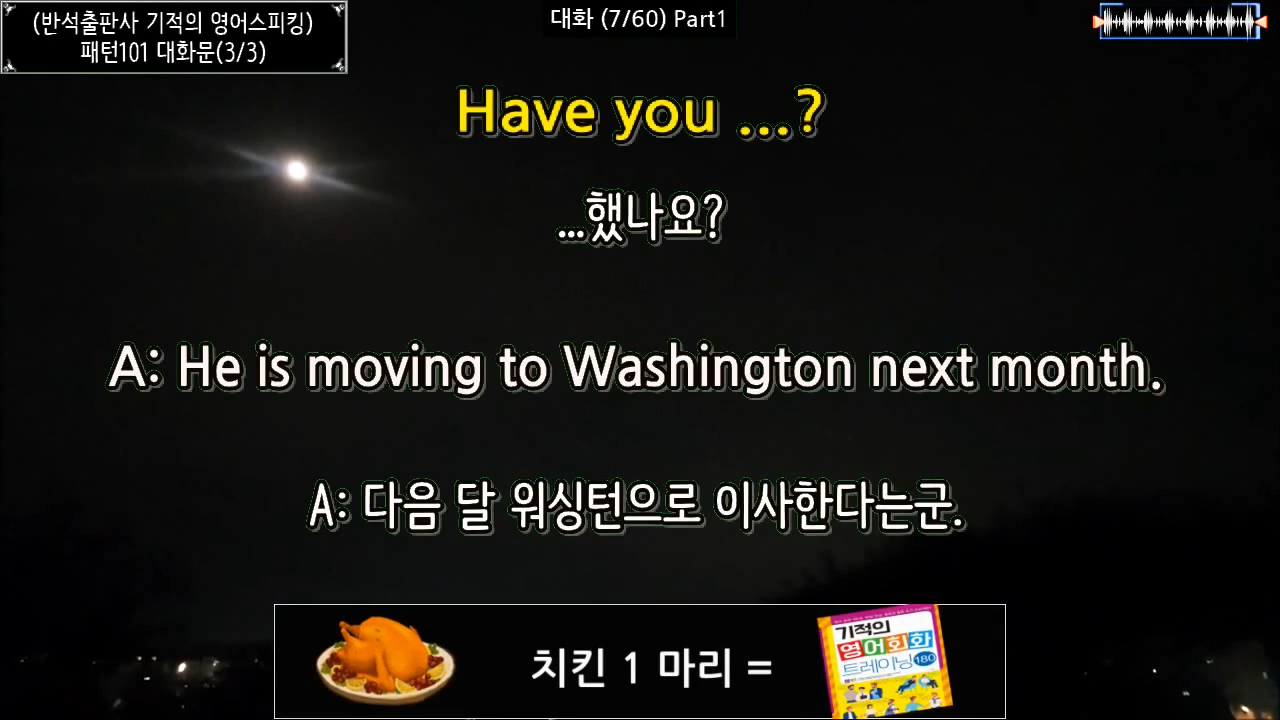 (반석출판사 기적의 영어스피킹)
패턴101 대화문(3/3)
대화 (7/60) Part1
Have you ...?
...했나요?
A: He is moving to Washington next month.
A: 다음 달 워싱턴으로 이사한다는군.
치킨 1 마리 =
기적의
영어회화
트레이닝 180